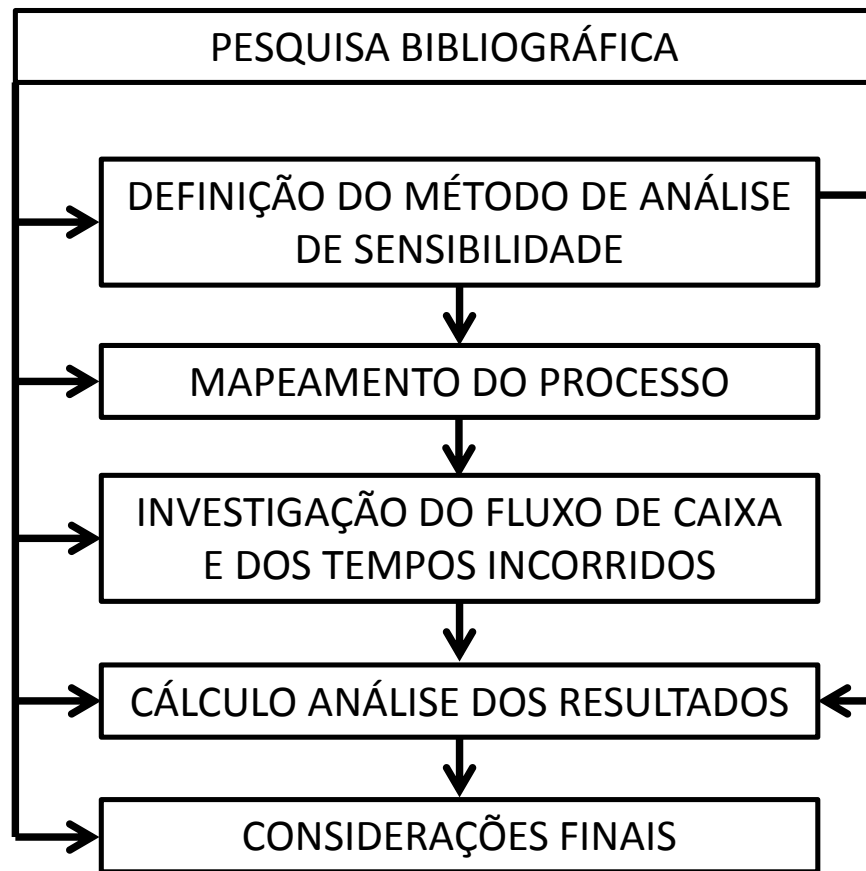 PESQUISA BIBLIOGRÁFICA
DEFINIÇÃO DO MÉTODO DE ANÁLISE
DE SENSIBILIDADE
MAPEAMENTO DO PROCESSO
INVESTIGAÇÃO DO FLUXO DE CAIXA
E DOS TEMPOS INCORRIDOS
CÁLCULO ANÁLISE DOS RESULTADOS
CONSIDERAÇÕES FINAIS